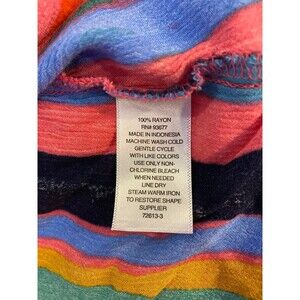 100% RAYON
RN# 93677
MADE IN INDONESIA
MACHINE WASH COLD
GENTLE CYCLE
WITH LIKE COLORS
USE ONLY NON-
CHLORINE BLEACH
WHEN NEEDED
LINE DRY
STEAM WARM IRON
TO RESTORE SHAPE
SUPPLIER
72613-3